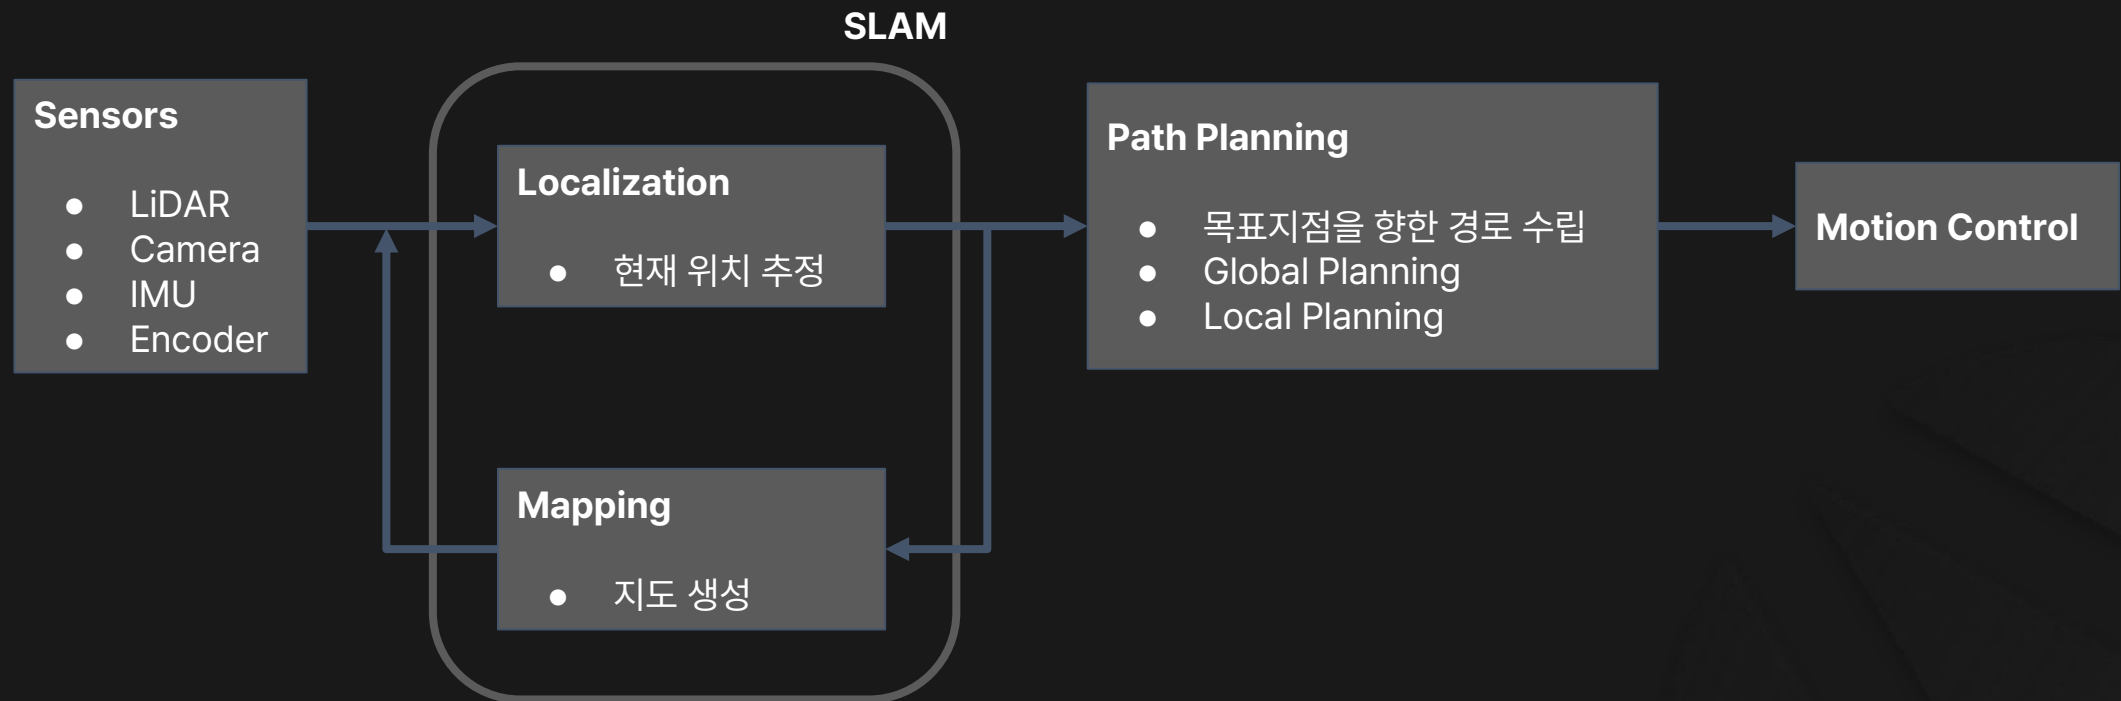 SLAM
Sensors
● LiDAR
● Camera
● IMU
● Encoder
Localization
● 현재 위치 추정
Mapping
● 지도 생성
Path Planning
● 목표지점을 향한 경로 수립
● Global Planning
● Local Planning
Motion Control